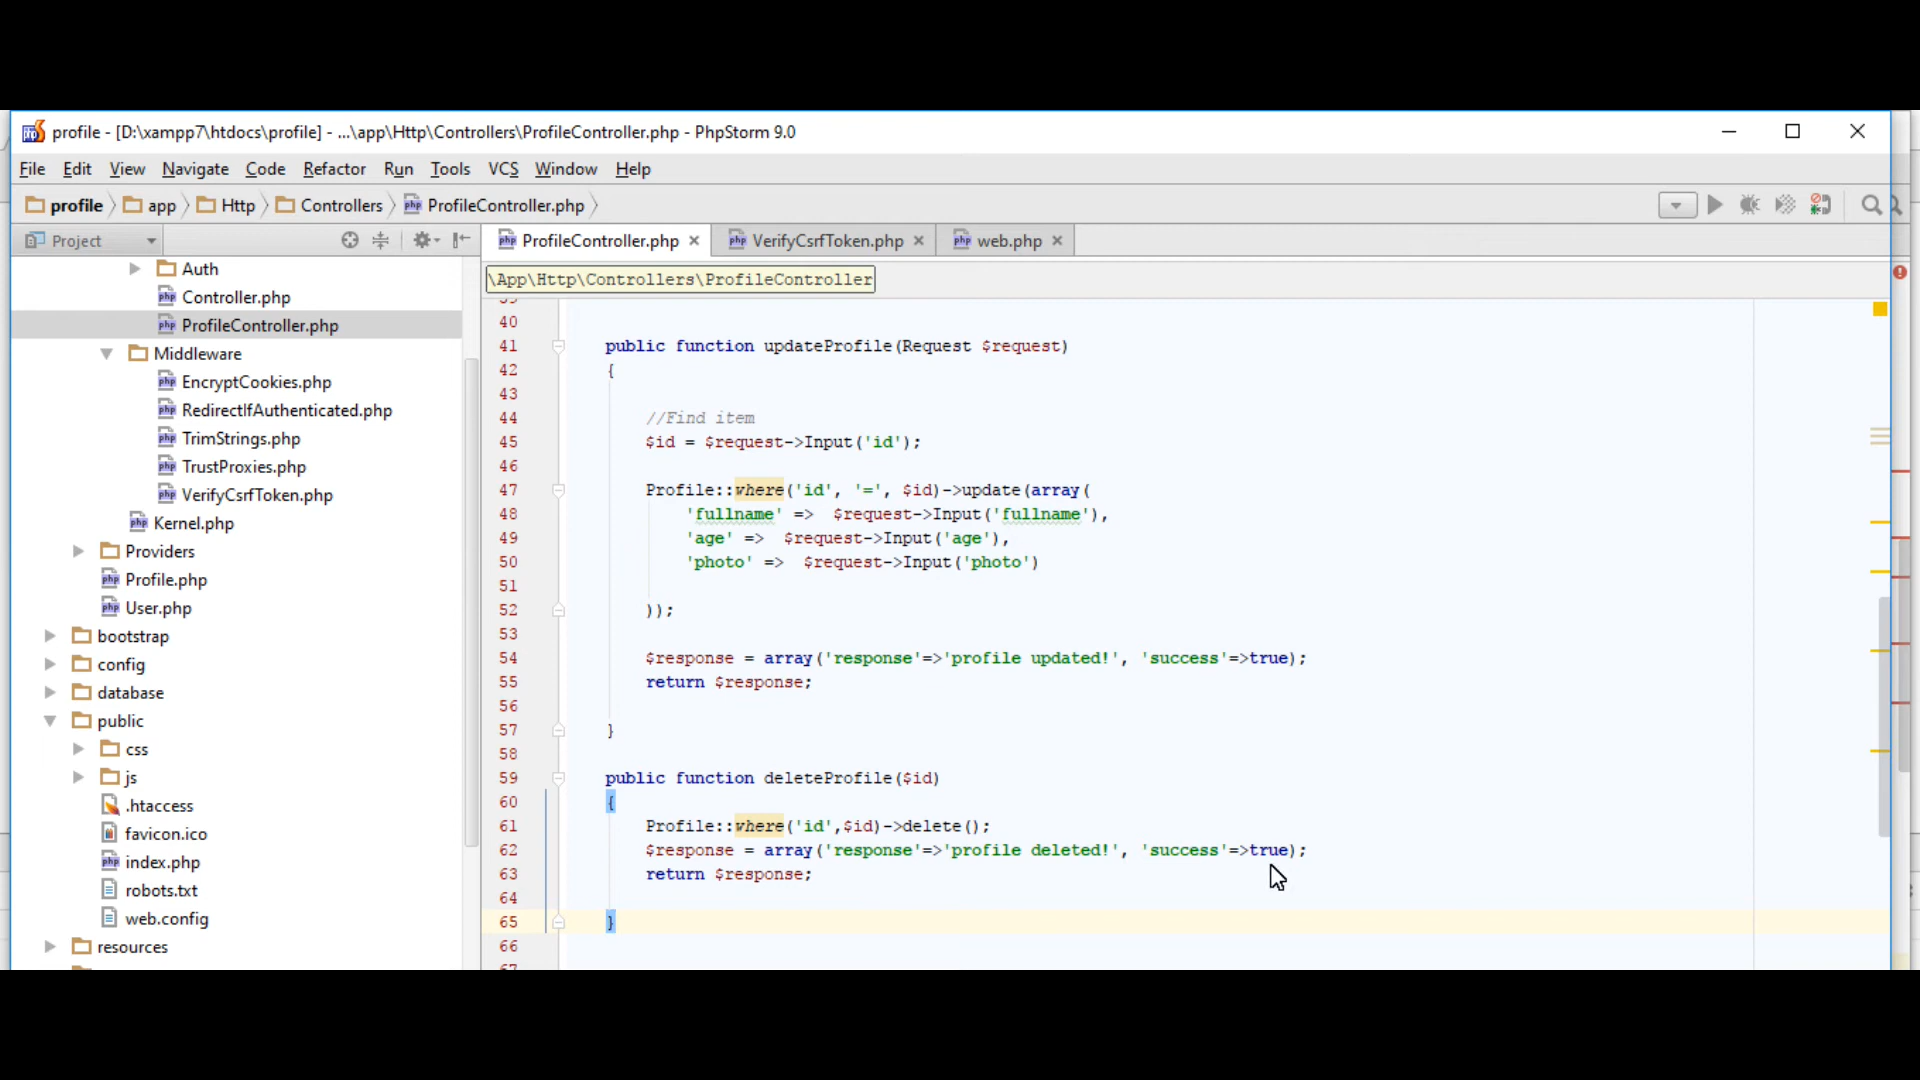 profile - [D:\xampp7\htdocs\profile] - ...\app\Http\Controllers\ProfileController.php - PhpStorm 9.0
File Edit View Navigate Code Refactor Run Tools VCS Window Help
profile app Http Controllers ProfileController.php
Project
ProfileController.php VerifyCsrfToken.php web.php
\App\Http\Controllers\ProfileController
Auth
Controller.php
ProfileController.php
Middleware
EncryptCookies.php
RedirectIfAuthenticated.php
TrimStrings.php
TrustProxies.php
VerifyCsrfToken.php
Kernel.php
Providers
Profile.php
User.php
bootstrap
config
database
public
css
js
.htaccess
favicon.ico
index.php
robots.txt
web.config
resources
40
41 public function updateProfile(Request $request)
42 {
43
44 //Find item
45 $id = $request->Input('id');
46
47 Profile::where('id', '=', $id)->update(array(
48 'fullname' => $request->Input('fullname'),
49 'age' => $request->Input('age'),
50 'photo' => $request->Input('photo')
51
52 ));
53
54 $response = array('response'=>'profile updated!', 'success'=>true);
55 return $response;
56
57 }
58
59 public function deleteProfile($id)
60 {
61 Profile::where('id',$id)->delete();
62 $response = array('response'=>'profile deleted!', 'success'=>true);
63 return $response;
64
65 }
66